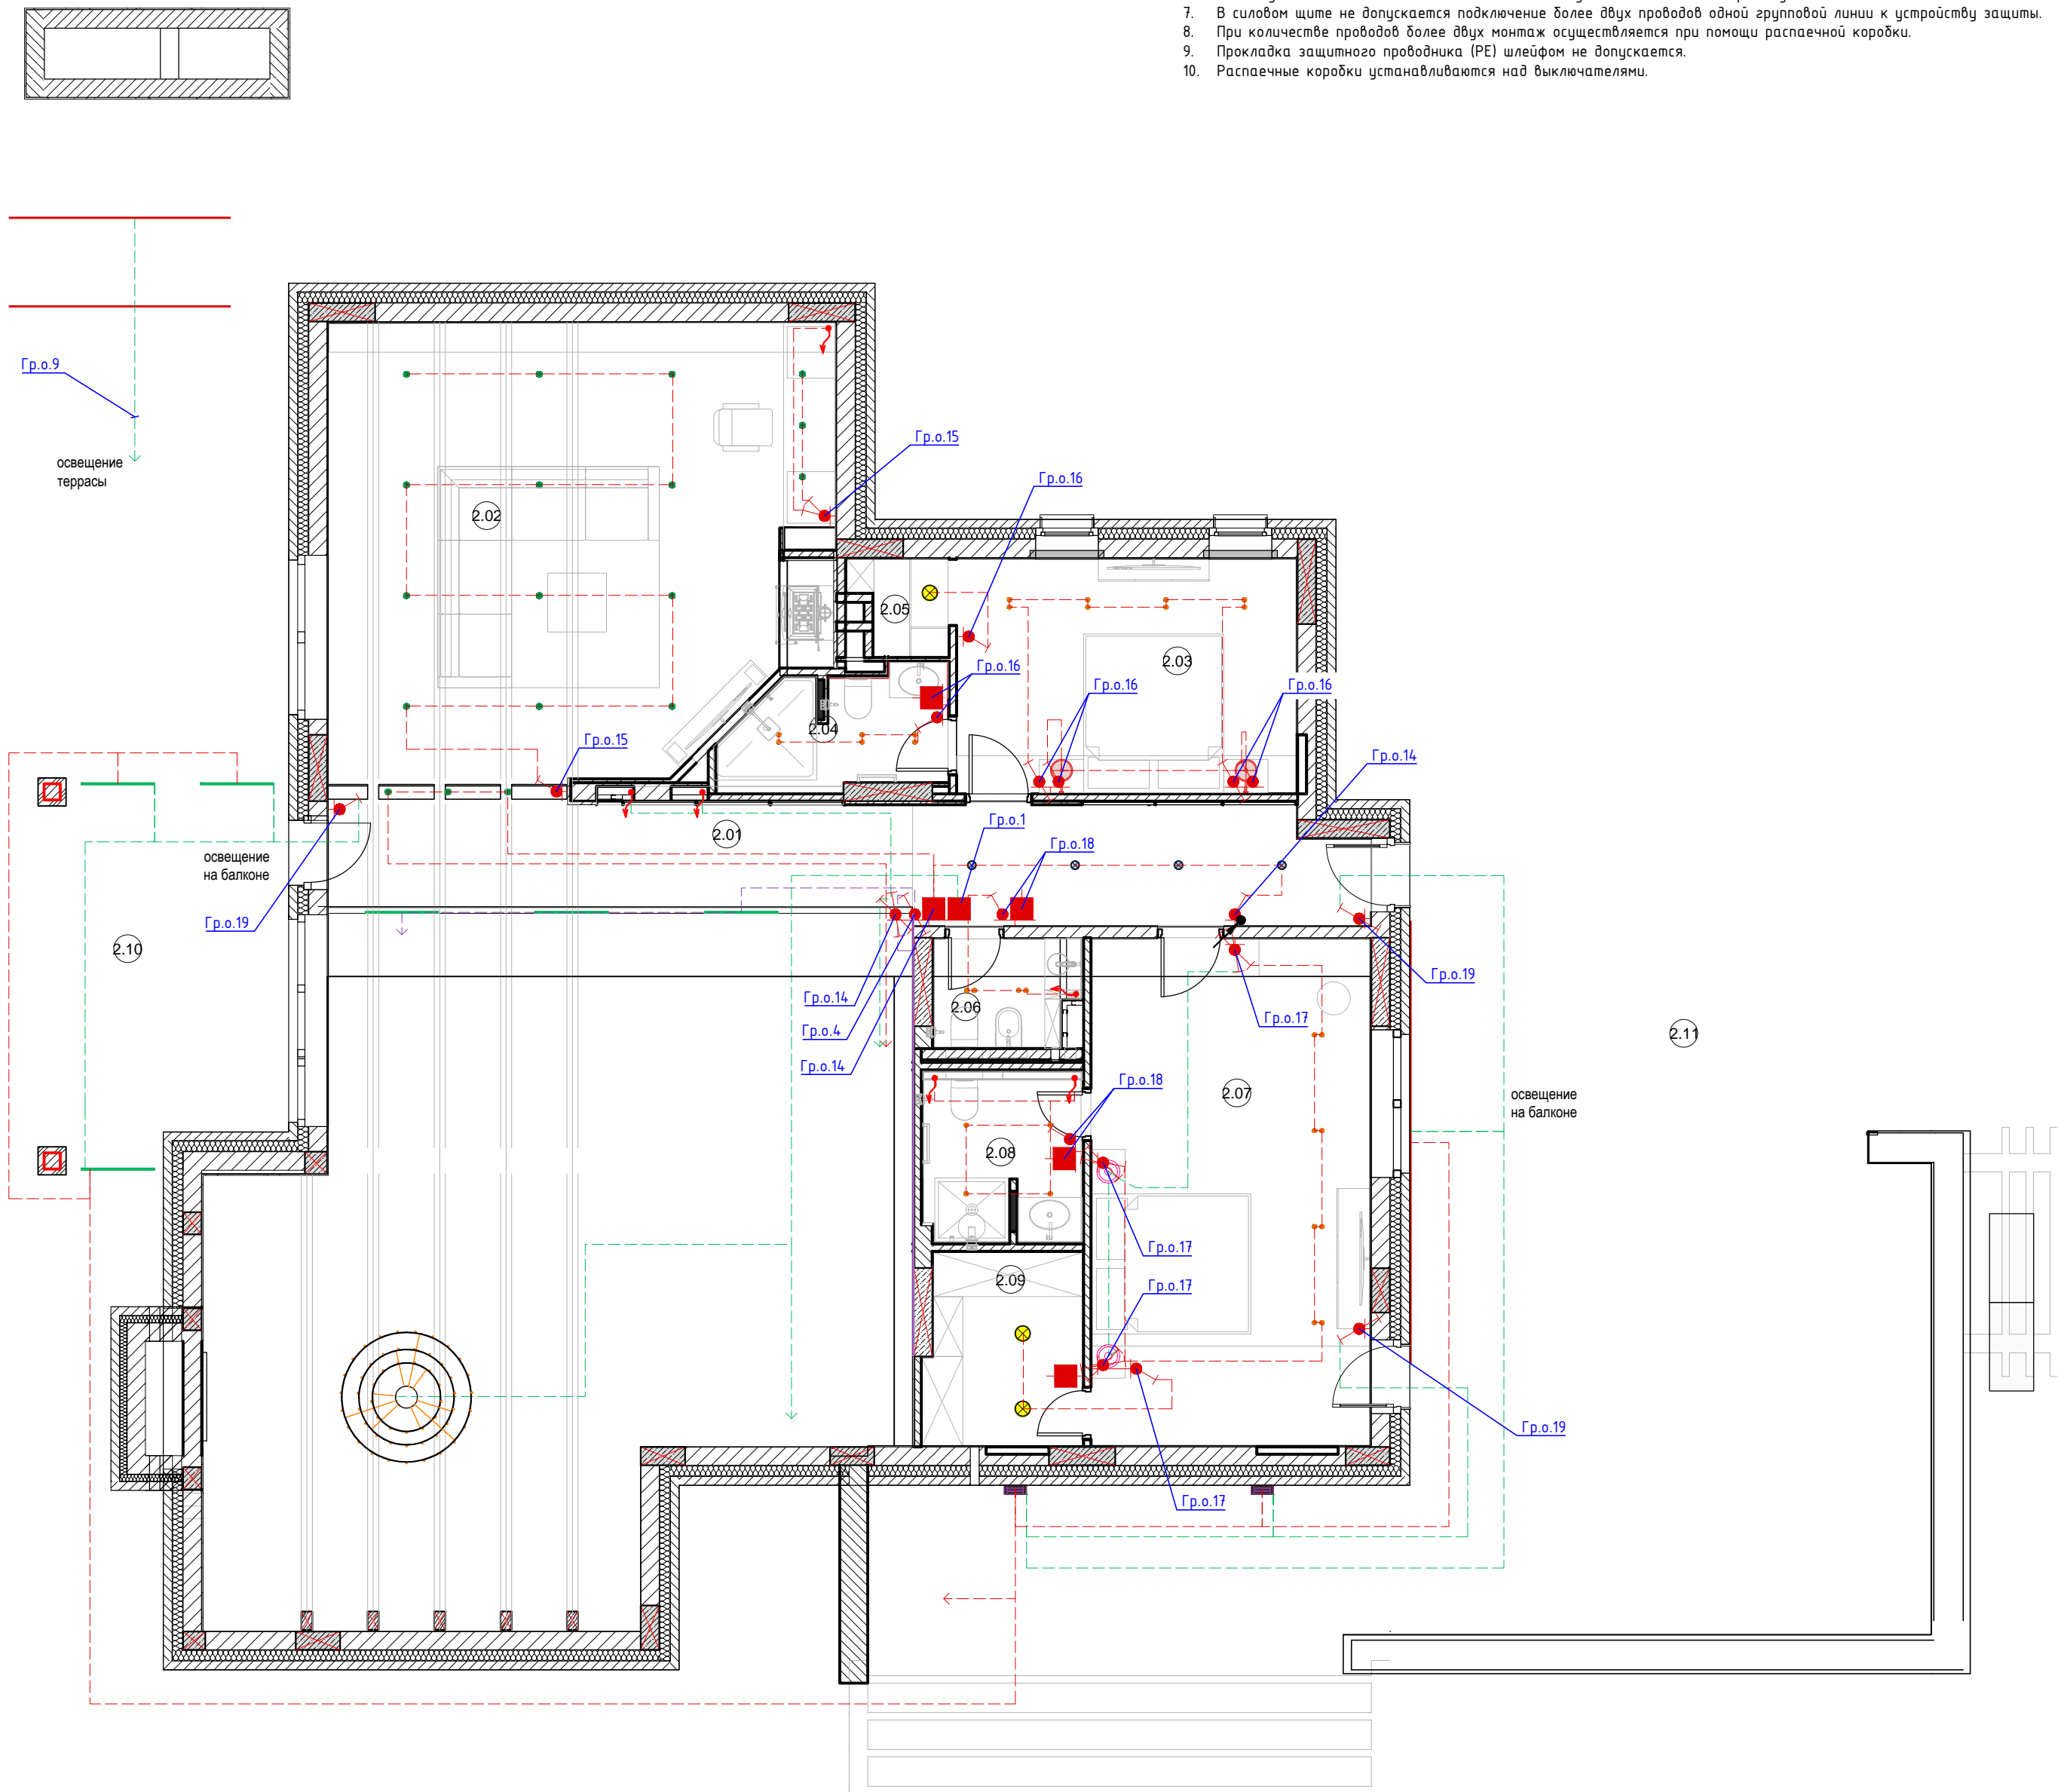 7. В силовом щите не допускается подключение более двух проводов одной групповой линии к устройству защиты.
8. При количестве проводов более двух монтаж осуществляется при помощи распаечной коробки.
9. Прокладка защитного проводника (РЕ) шлейфом не допускается.
10. Распаечные коробки устанавливаются над выключателями.
Гр.о.9
освещение
террасы
Гр.о.15
Гр.о.16
2.02
2.05
2.03
Гр.о.16
Гр.о.16
Гр.о.16
2.04
Гр.о.15
Гр.о.14
2.01
Гр.о.1
Гр.о.18
освещение
на балконе
Гр.о.19
2.10
Гр.о.19
Гр.о.14
2.06
Гр.о.17
Гр.о.4
2.11
Гр.о.14
Гр.о.18
2.07
освещение
на балконе
2.08
Гр.о.17
2.09
Гр.о.17
Гр.о.19
Гр.о.17